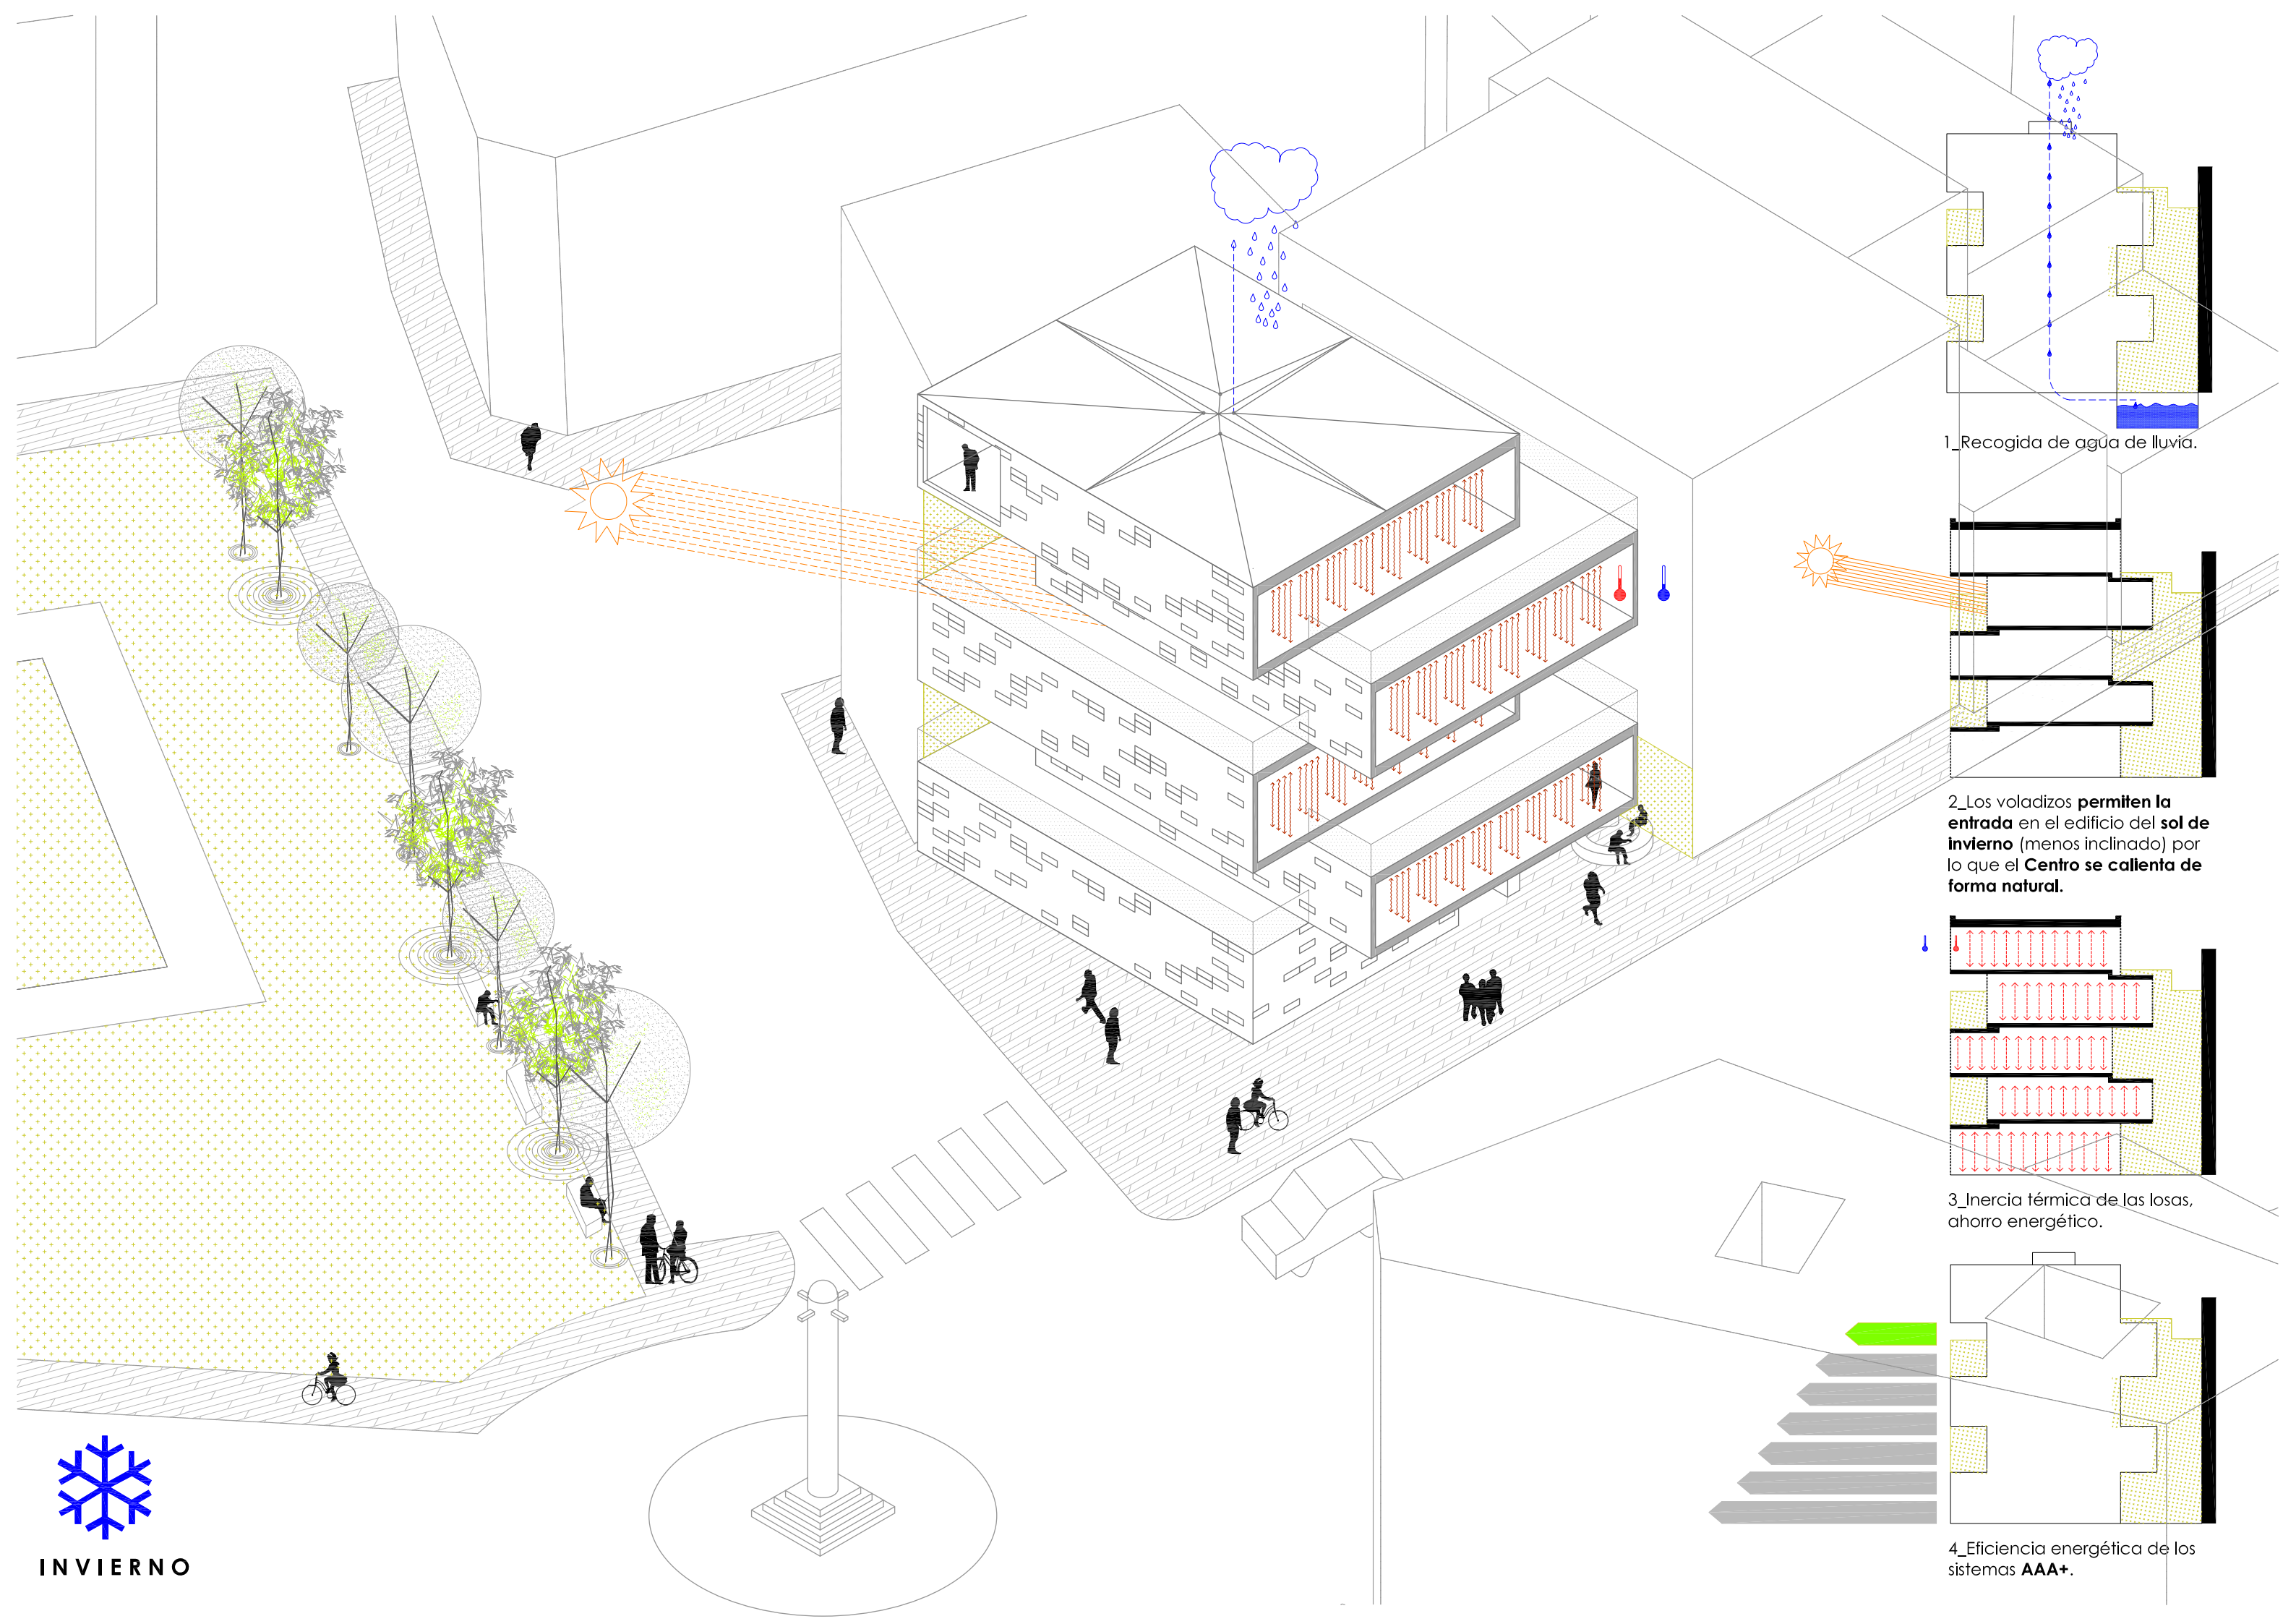 1_Recogida de agua de lluvia.
2_Los voladizos permiten la
entrada en el edificio del sol de
invierno (menos inclinado) por
lo que el Centro se calienta de
forma natural.
3_Inercia térmica de las losas,
ahorro energético.
4_Eficiencia energética de los
sistemas AAA+.
INVIERNO